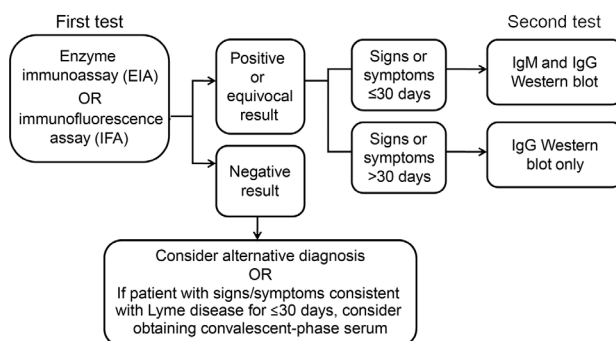 First test
Second test
Enzyme
immunoassay (EIA)
OR
immunofluorescence
assay (IFA)
Positive
or
equivocal
result
Signs or
symptoms
≤30 days
IgM and IgG
Western blot
Signs or
symptoms
>30 days
IgG Western
blot only
Negative
result
Consider alternative diagnosis
OR
If patient with signs/symptoms consistent
with Lyme disease for ≤30 days, consider
obtaining convalescent-phase serum